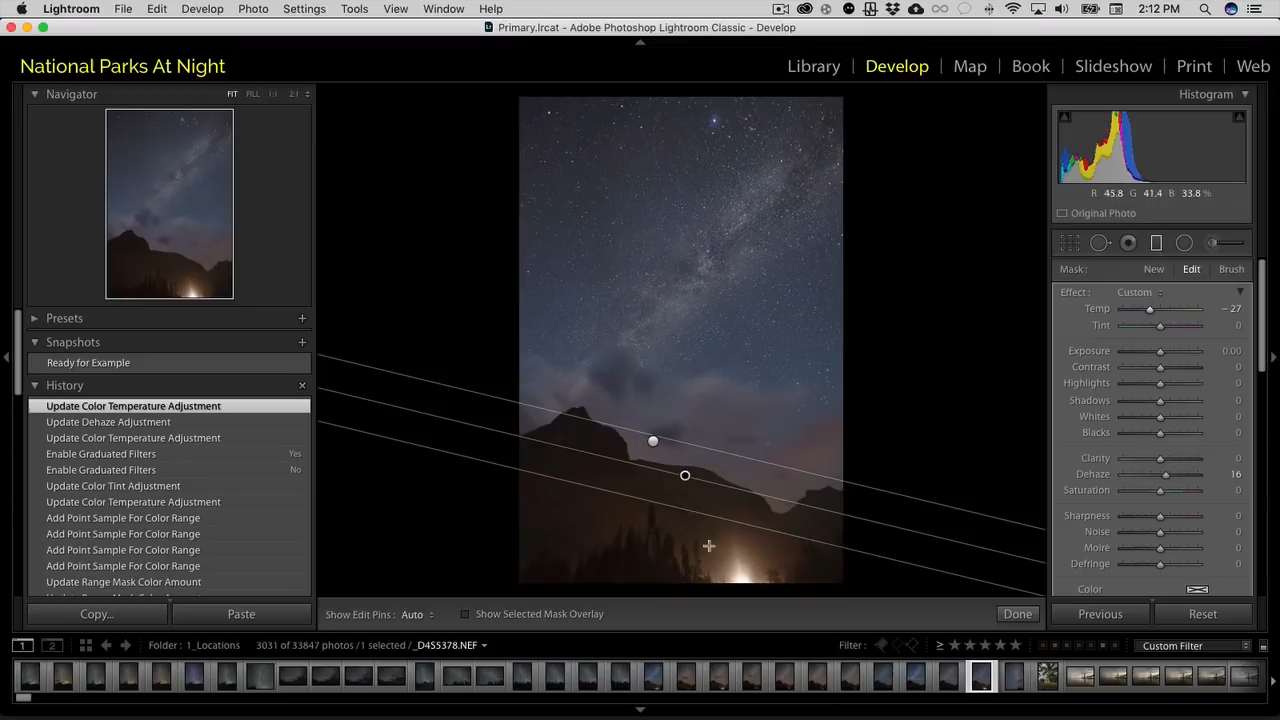 Lightroom File Edit Develop Photo Settings Tools View Window Help 2:12 PM
Primary.lrcat - Adobe Photoshop Lightroom Classic - Develop
National Parks At Night
Library | Develop | Map | Book | Slideshow | Print | Web
Navigator FIT FILL 1:1 2:1
Histogram
R 45.8 G 41.4 B 33.8 %
Original Photo
Mask : New Edit Brush
Effect : Custom
Temp – 27
Tint 0
Exposure 0.00
Contrast 0
Highlights 0
Shadows 0
Whites 0
Blacks 0
Clarity 0
Dehaze 16
Saturation 0
Sharpness 0
Noise 0
Moiré 0
Defringe 0
Color
Presets
Snapshots
Ready for Example
History
Update Color Temperature Adjustment
Update Dehaze Adjustment
Update Color Temperature Adjustment
Enable Graduated Filters Yes
Enable Graduated Filters No
Update Color Tint Adjustment
Update Color Temperature Adjustment
Add Point Sample For Color Range
Add Point Sample For Color Range
Add Point Sample For Color Range
Add Point Sample For Color Range
Update Range Mask Color Amount
Copy... Paste
Show Edit Pins : Auto Show Selected Mask Overlay Done
Previous Reset
1 2 Folder : 1_Locations 3031 of 33847 photos /1 selected / _D4S5378.NEF Filter : ≥ ★★★★★ Custom Filter